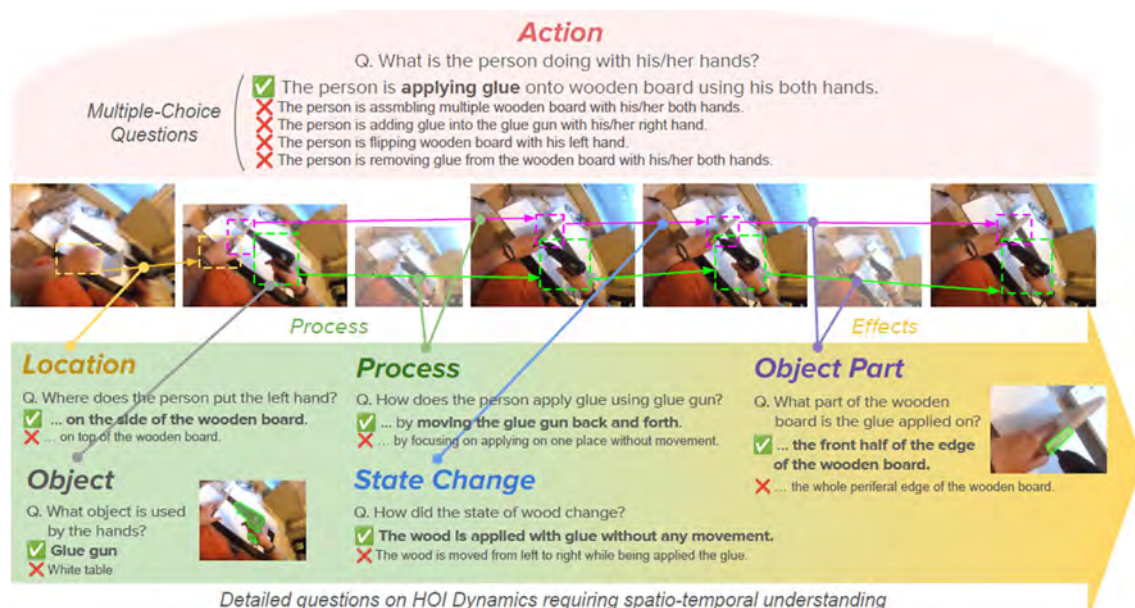 Action
Q. What is the person doing with his/her hands?
Multiple-Choice
Questions
The person is applying glue onto wooden board using his both hands.
The person is assmbling multiple wooden board with his/her both hands.
The person is adding glue into the glue gun with his/her right hand.
The person is flipping wooden board with his left hand.
The person is removing glue from the wooden board with his/her both hands.
Process
Effects
Location
Q. Where does the person put the left hand?
... on the side of the wooden board.
... on top of the wooden board.
Object
Q. What object is used
by the hands?
Glue gun
White table
Process
Q. How does the person apply glue using glue gun?
... by moving the glue gun back and forth.
... by focusing on applying on one place without movement.
State Change
Q. How did the state of wood change?
The wood is applied with glue without any movement.
The wood is moved from left to right while being applied the glue.
Object Part
Q. What part of the wooden
board is the glue applied on?
... the front half of the edge
of the wooden board.
... the whole periferal edge of the wooden board.
Detailed questions on HOI Dynamics requiring spatio-temporal understanding